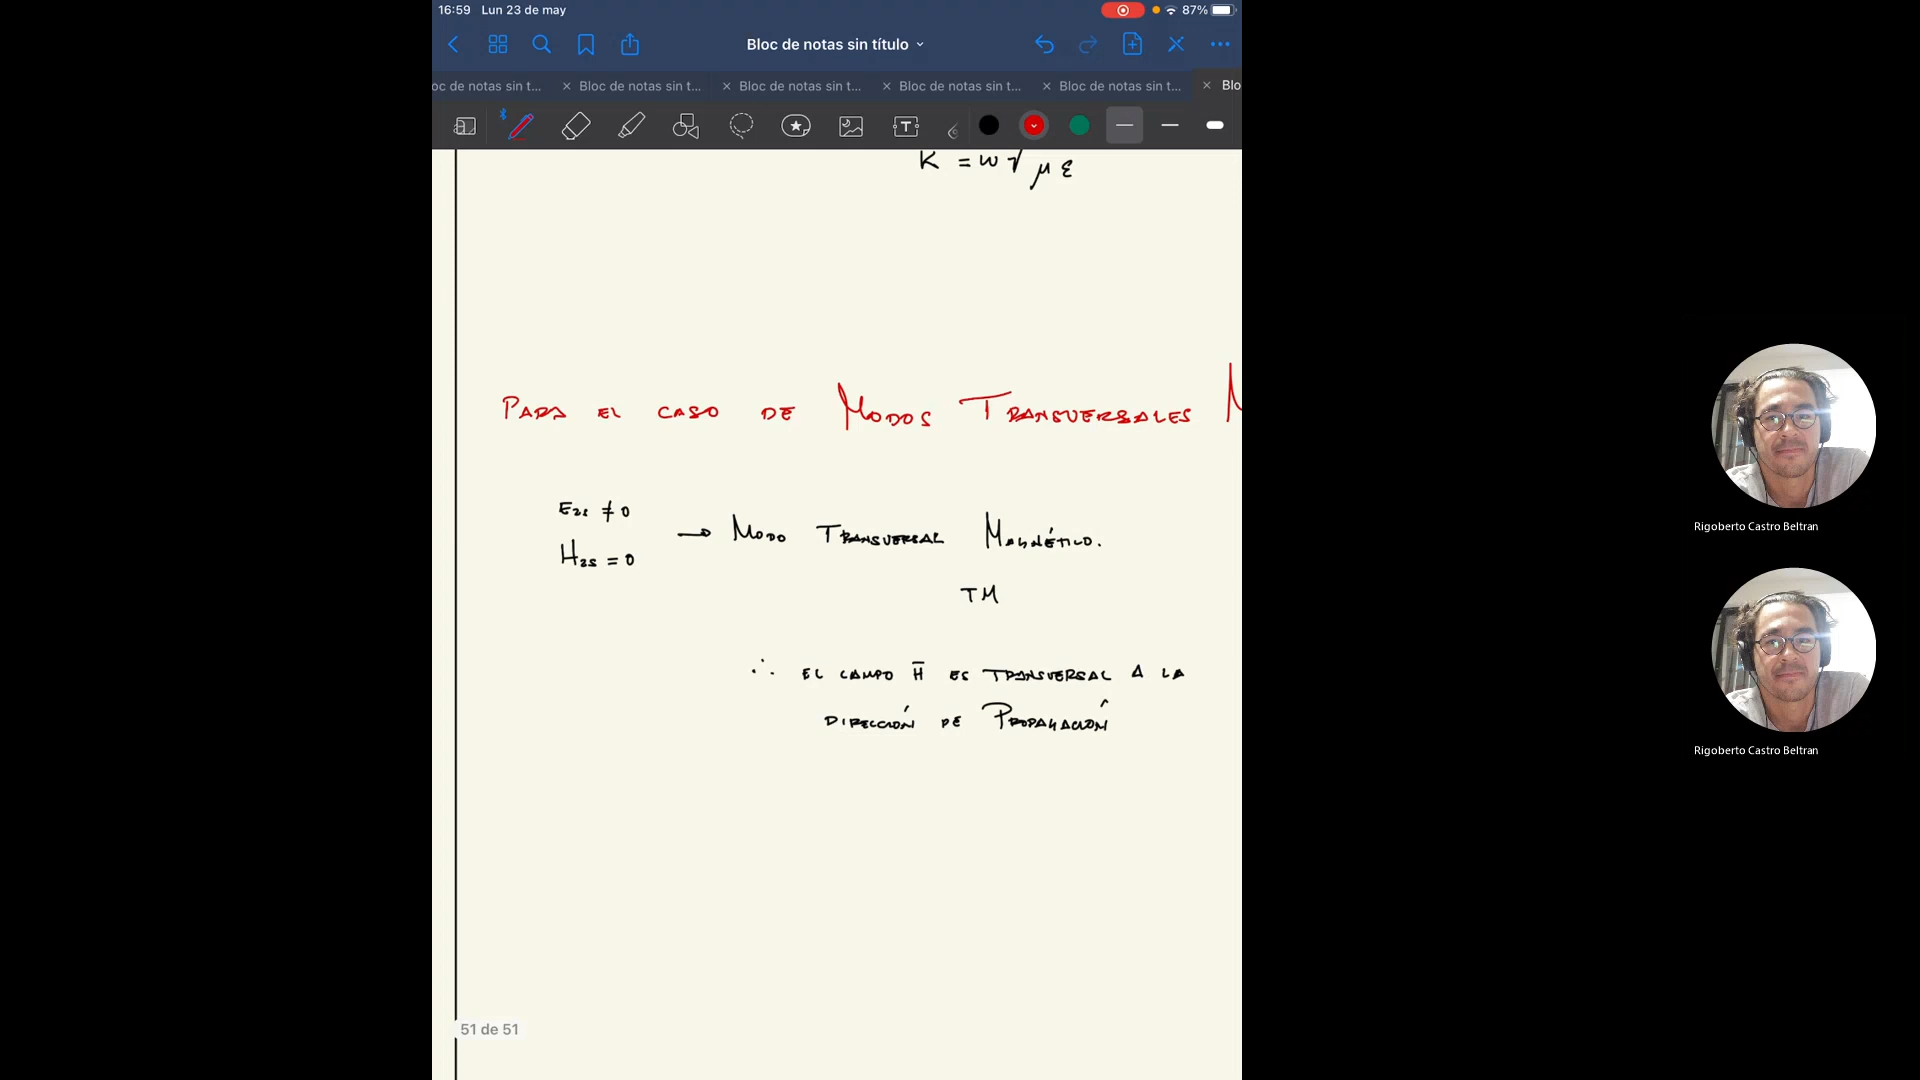 16:59 Lun 23 de may
87%
Bloc de notas sin título
oc de notas sin t... Bloc de notas sin t... Bloc de notas sin t... Bloc de notas sin t... Bloc de notas sin t... Blo
K = ω√με
PARA EL CASO DE MODOS TRANSVERSALES M
Ezs ≠ 0
Hzs = 0
→ MODO TRANSVERSAL MAGNÉTICO.
TM
∴ EL CAMPO H̅ ES TRANSVERSAL A LA
DIRECCIÓN DE PROPAGACIÓN
51 de 51
Rigoberto Castro Beltran
Rigoberto Castro Beltran